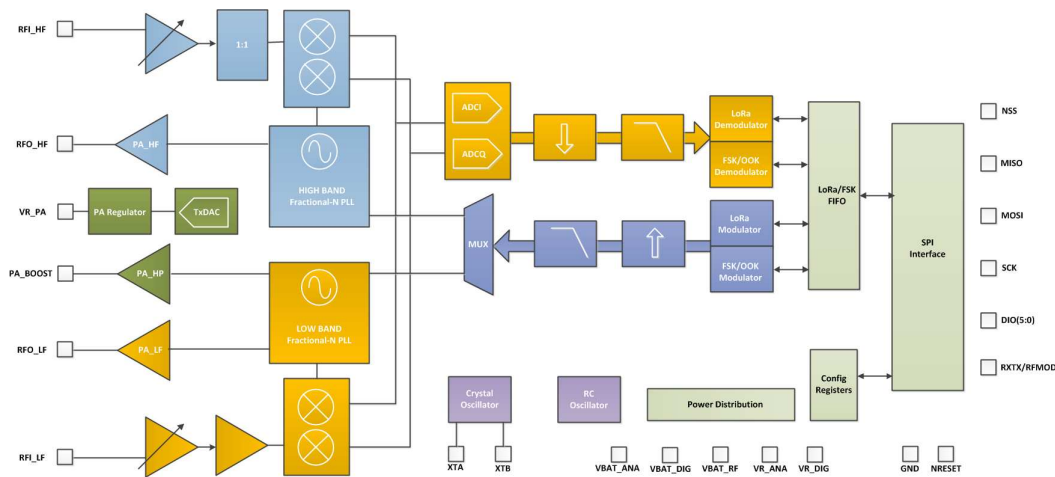 RFI_HF
1:1
ADCI
ADCQ
LoRa
Demodulator
FSK/OOK
Demodulator
NSS
RFO_HF
PA_HF
HIGH BAND
Fractional-N PLL
MISO
LoRa/FSK
FIFO
VR_PA
PA Regulator
TxDAC
MUX
LoRa
Modulator
FSK/OOK
Modulator
MOSI
SPI
Interface
PA_BOOST
PA_HP
SCK
LOW BAND
Fractional-N PLL
DIO(5:0)
RFO_LF
PA_LF
RXTX/RFMOD
Crystal
Oscillator
RC
Oscillator
Power Distribution
Config
Registers
RFI_LF
XTA
XTB
VBAT_ANA
VBAT_DIG
VBAT_RF
VR_ANA
VR_DIG
GND
NRESET